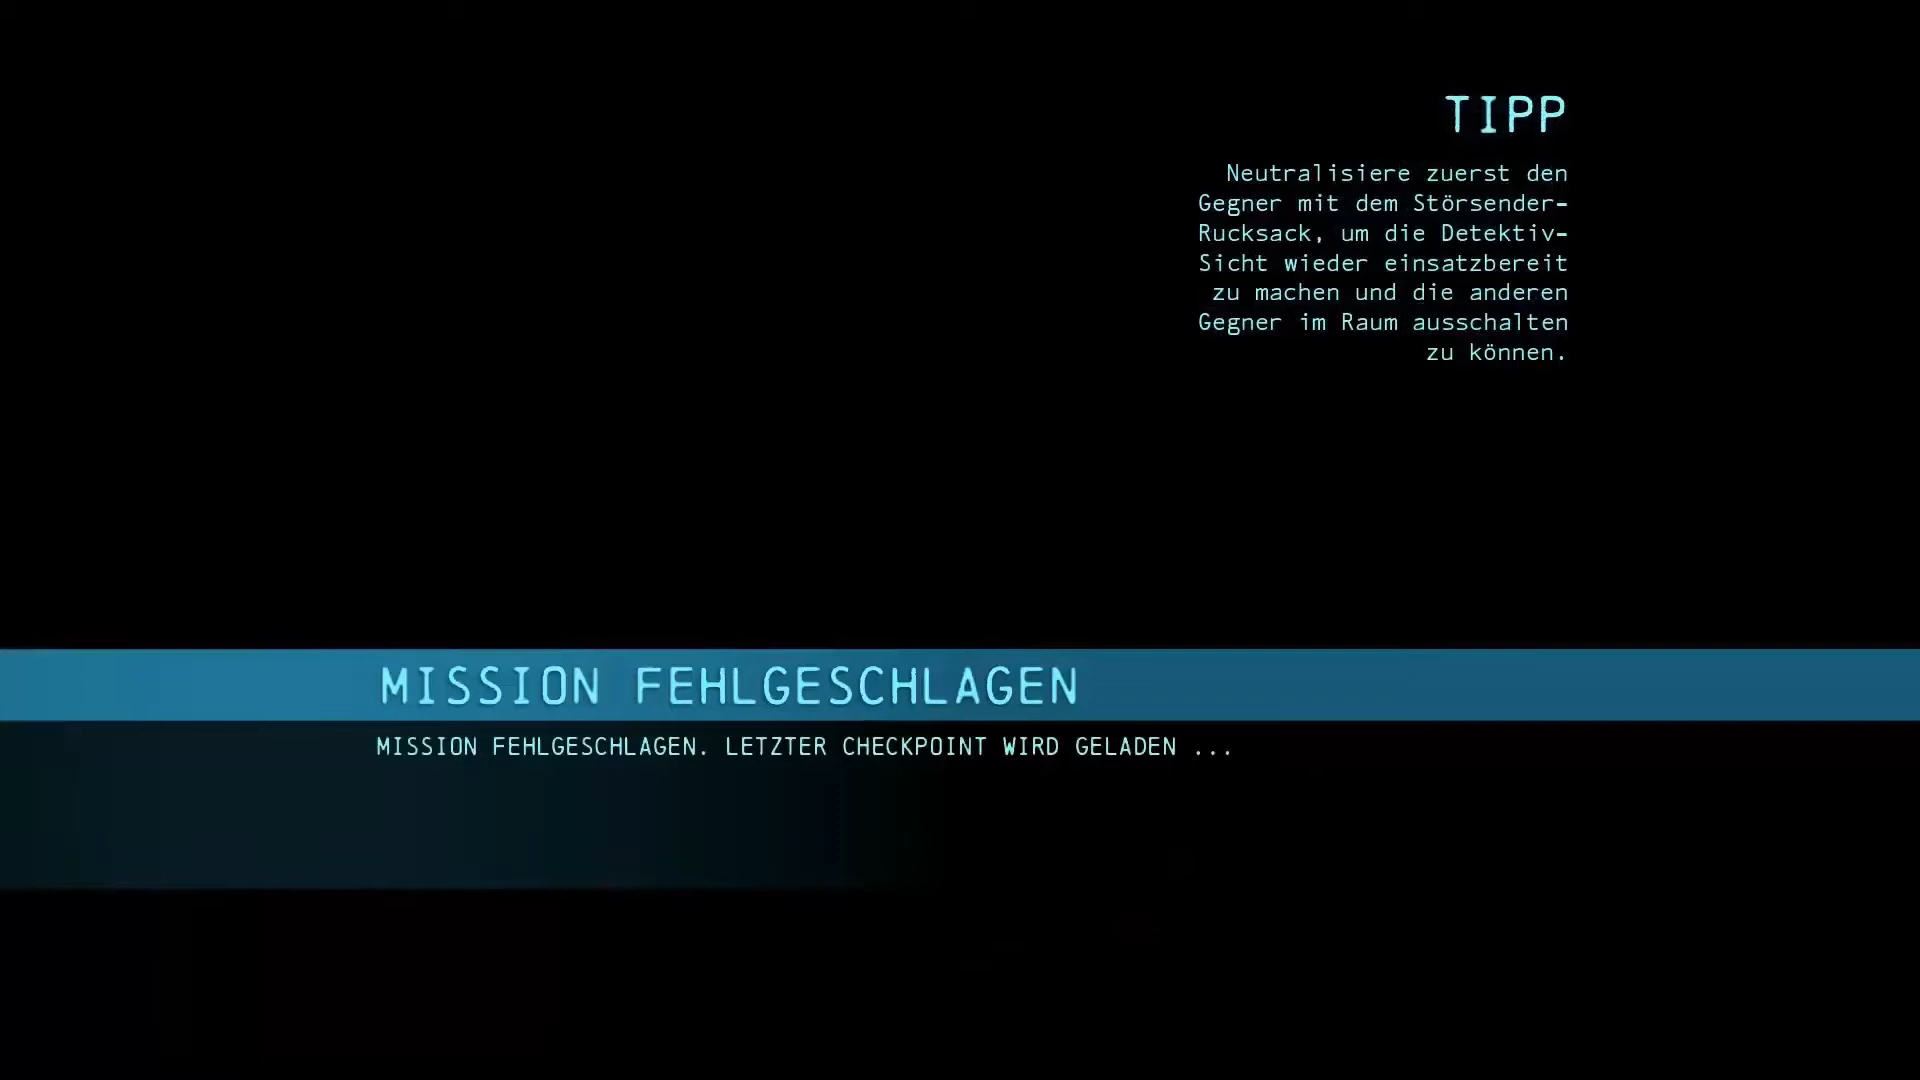 TIPP
Neutralisiere zuerst den
Gegner mit dem Störsender-
Rucksack, um die Detektiv-
Sicht wieder einsatzbereit
zu machen und die anderen
Gegner im Raum ausschalten
zu können.
MISSION FEHLGESCHLAGEN
MISSION FEHLGESCHLAGEN. LETZTER CHECKPOINT WIRD GELADEN ...